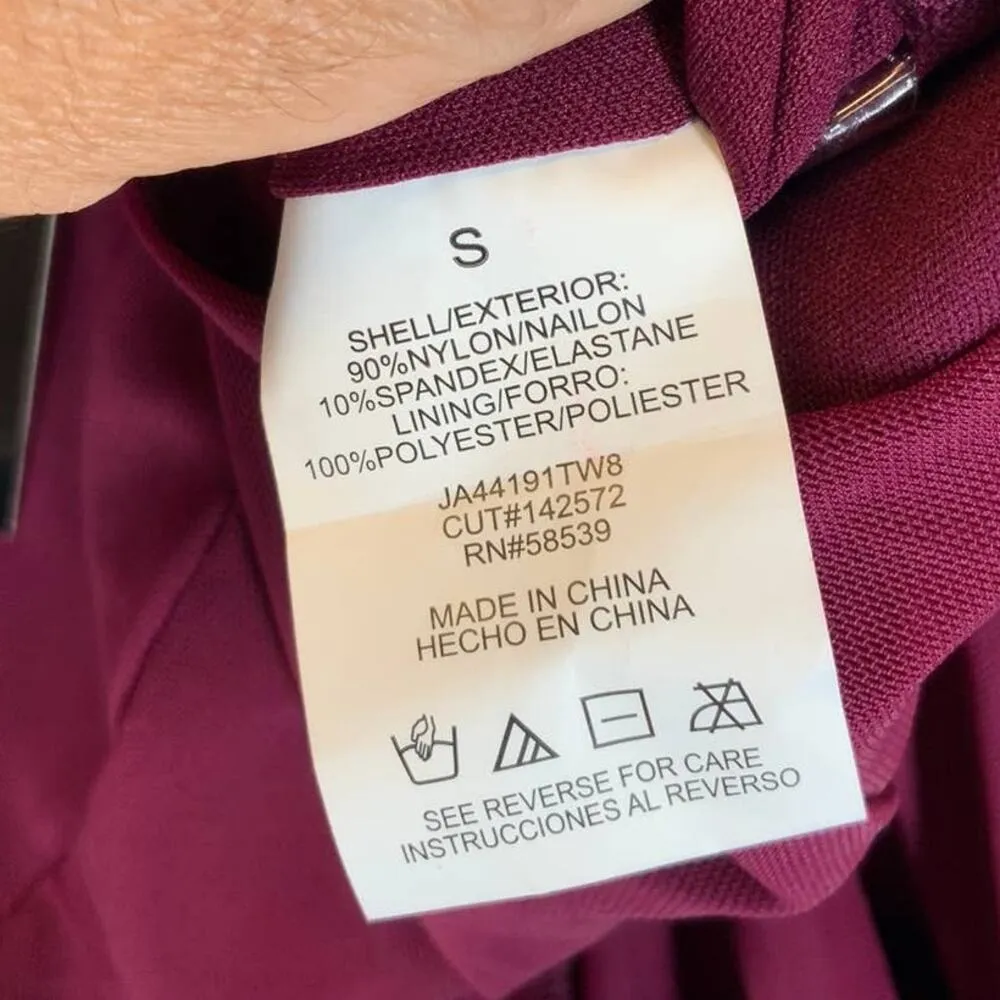 S
SHELL/EXTERIOR:
90%NYLON/NAILON
10%SPANDEX/ELASTANE
LINING/FORRO:
100%POLYESTER/POLIESTER
JA44191TW8
CUT#142572
RN#58539
MADE IN CHINA
HECHO EN CHINA
SEE REVERSE FOR CARE
INSTRUCCIONES AL REVERSO